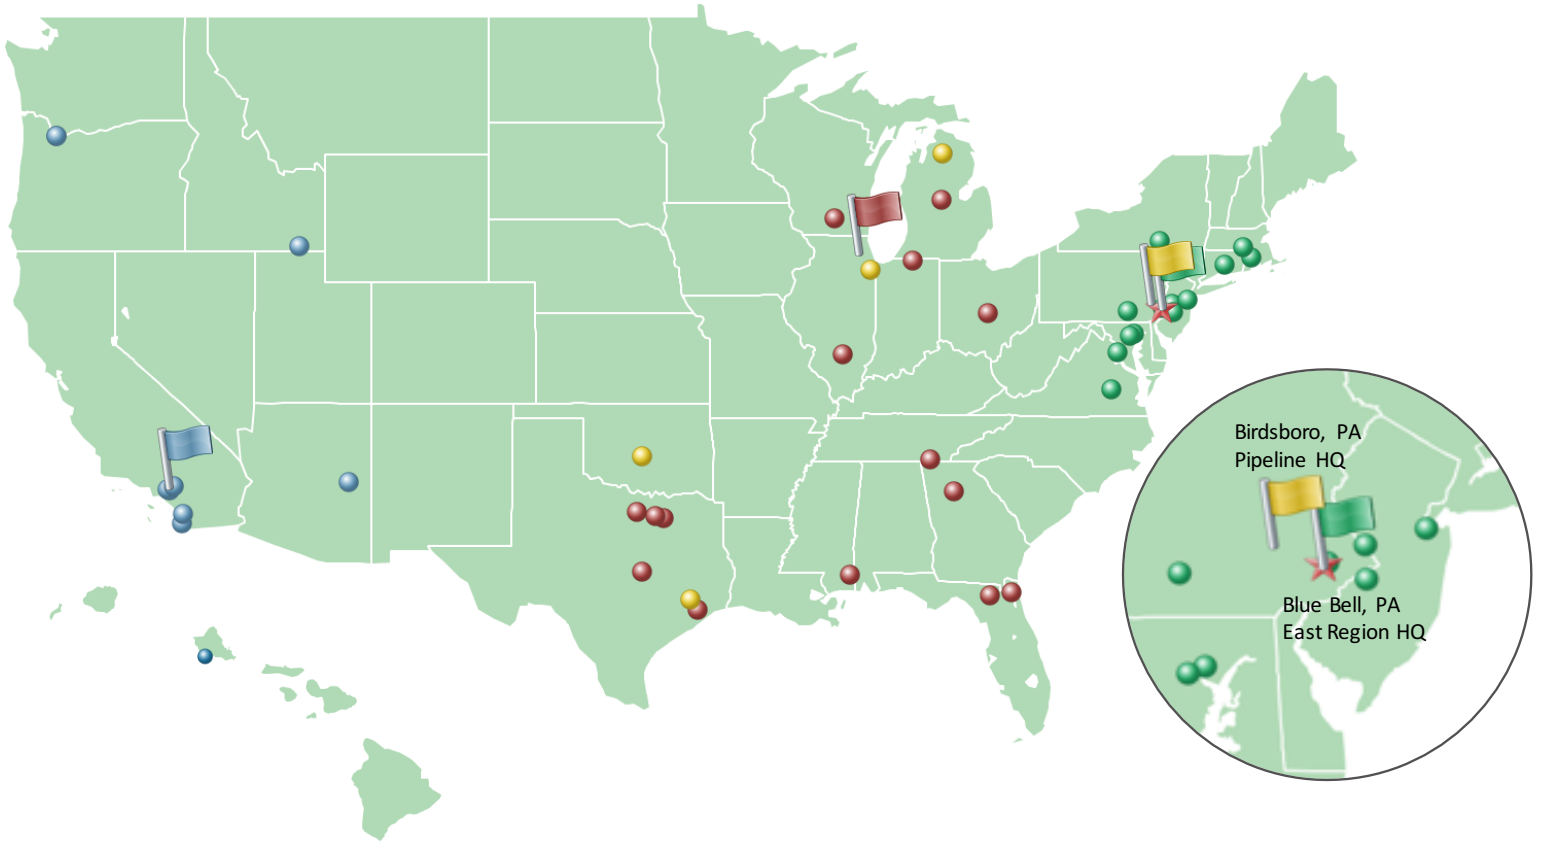 Birdsboro, PA
Pipeline HQ
Blue Bell, PA
East Region HQ